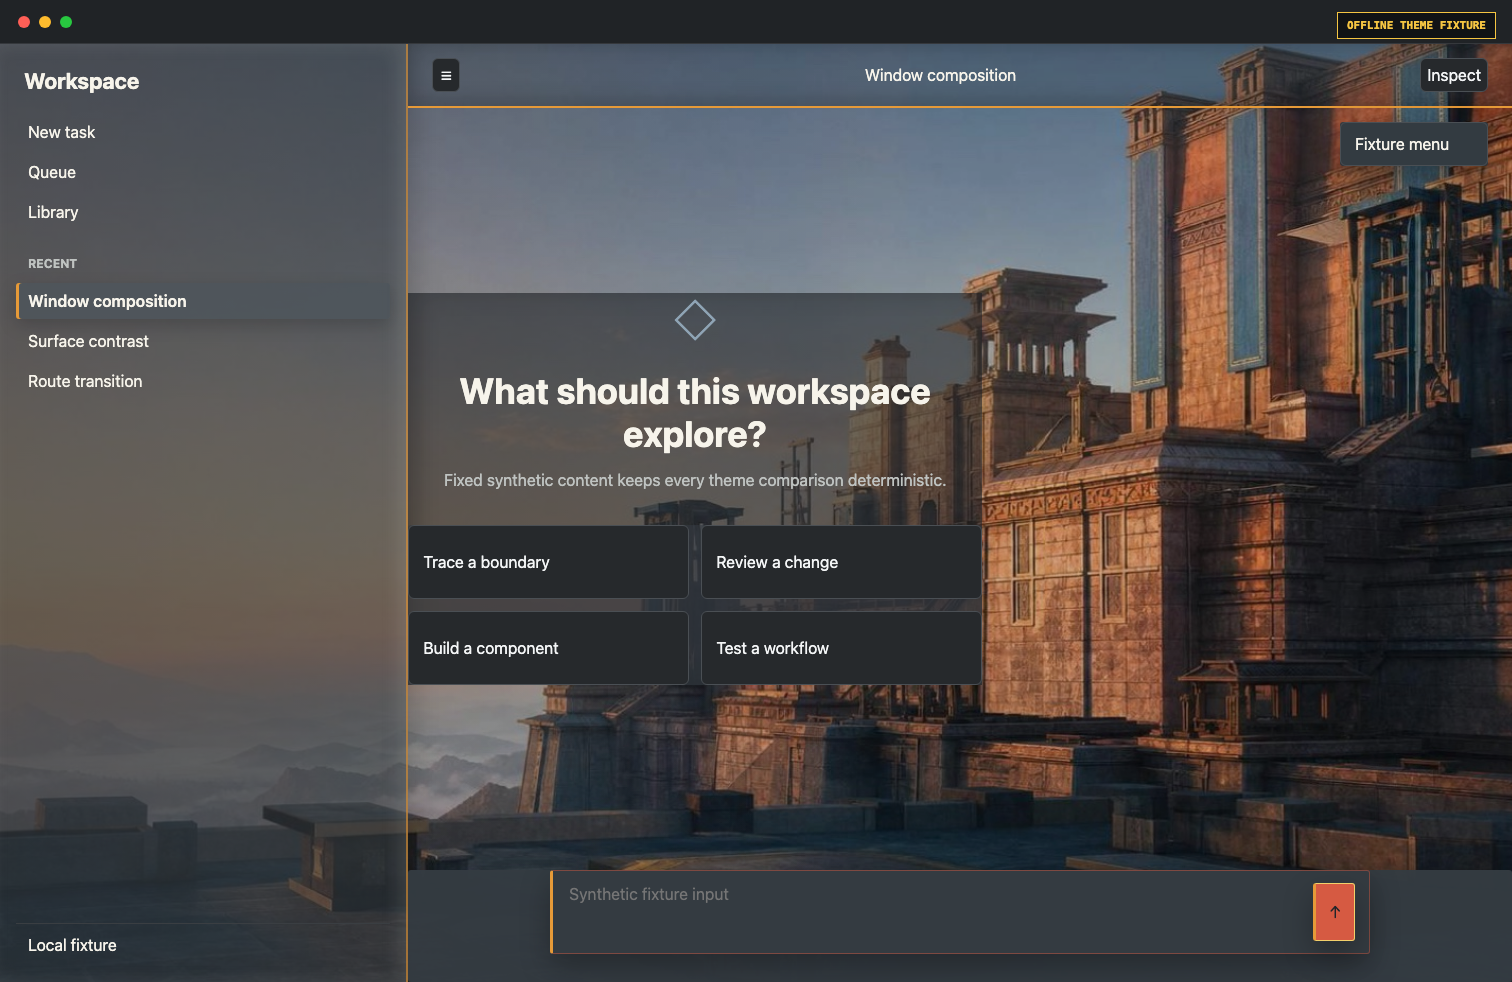 OFFLINE THEME FIXTURE
Workspace
New task
Queue
Library
RECENT
Window composition
Surface contrast
Route transition
Local fixture
Window composition
Inspect
Fixture menu
What should this workspace
explore?
Fixed synthetic content keeps every theme comparison deterministic.
Trace a boundary
Review a change
Build a component
Test a workflow
Synthetic fixture input